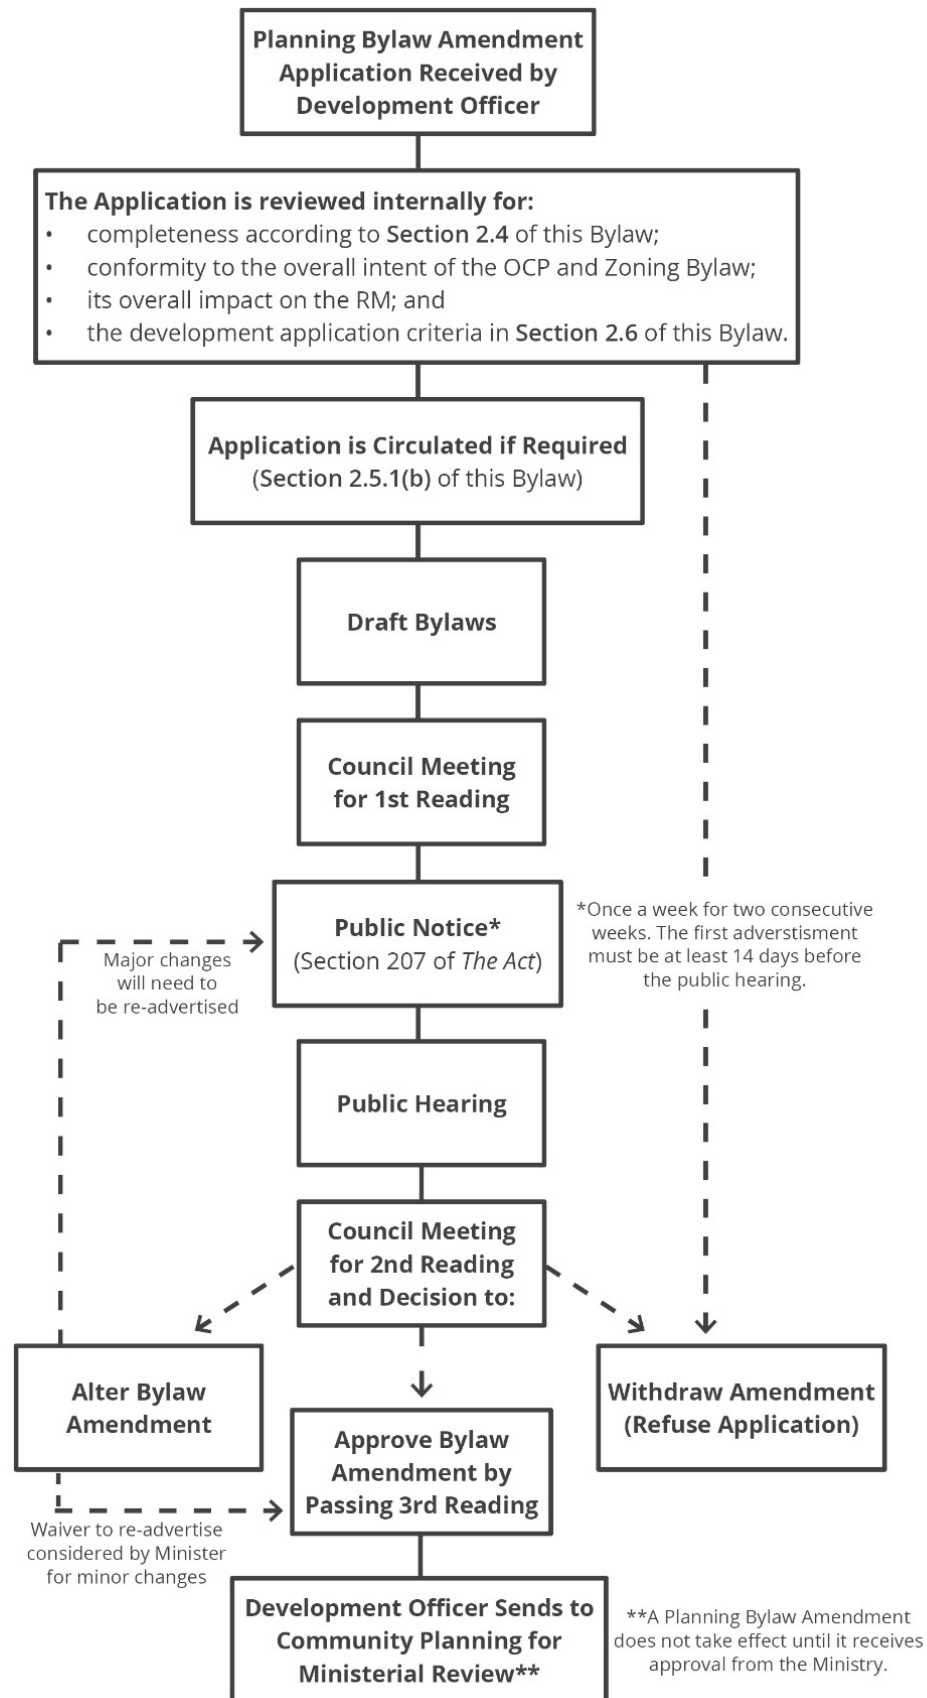 Planning Bylaw Amendment
Application Received by
Development Officer
The Application is reviewed internally for:
• completeness according to Section 2.4 of this Bylaw;
• conformity to the overall intent of the OCP and Zoning Bylaw;
• its overall impact on the RM; and
• the development application criteria in Section 2.6 of this Bylaw.
Application is Circulated if Required
(Section 2.5.1(b) of this Bylaw)
Draft Bylaws
Council Meeting
for 1st Reading
Public Notice*
(Section 207 of The Act)
*Once a week for two consecutive
weeks. The first adverstisment
must be at least 14 days before
the public hearing.
Major changes
will need to
be re-advertised
Public Hearing
Council Meeting
for 2nd Reading
and Decision to:
Alter Bylaw
Amendment
Withdraw Amendment
(Refuse Application)
Approve Bylaw
Amendment by
Passing 3rd Reading
Waiver to re-advertise
considered by Minister
for minor changes
Development Officer Sends to
Community Planning for
Ministerial Review**
**A Planning Bylaw Amendment
does not take effect until it receives
approval from the Ministry.